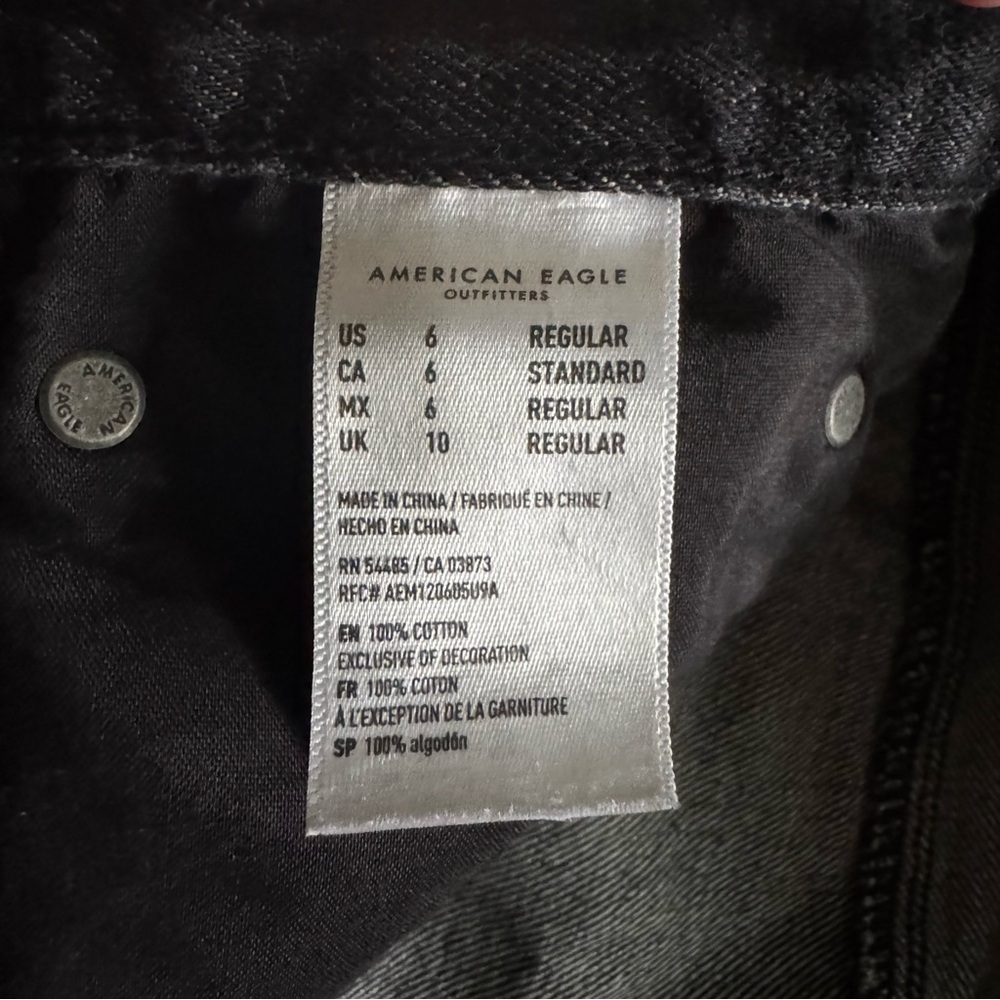 AMERICAN EAGLE
OUTFITTERS
US 6 REGULAR
CA 6 STANDARD
MX 6 REGULAR
UK 10 REGULAR
MADE IN CHINA / FABRIQUÉ EN CHINE /
HECHO EN CHINA
RN 54485 / CA 03873
RFC# AEM120605U9A
EN 100% COTTON
EXCLUSIVE OF DECORATION
FR 100% COTON
À L'EXCEPTION DE LA GARNITURE
SP 100% algodón
AMERICAN
EAGLE